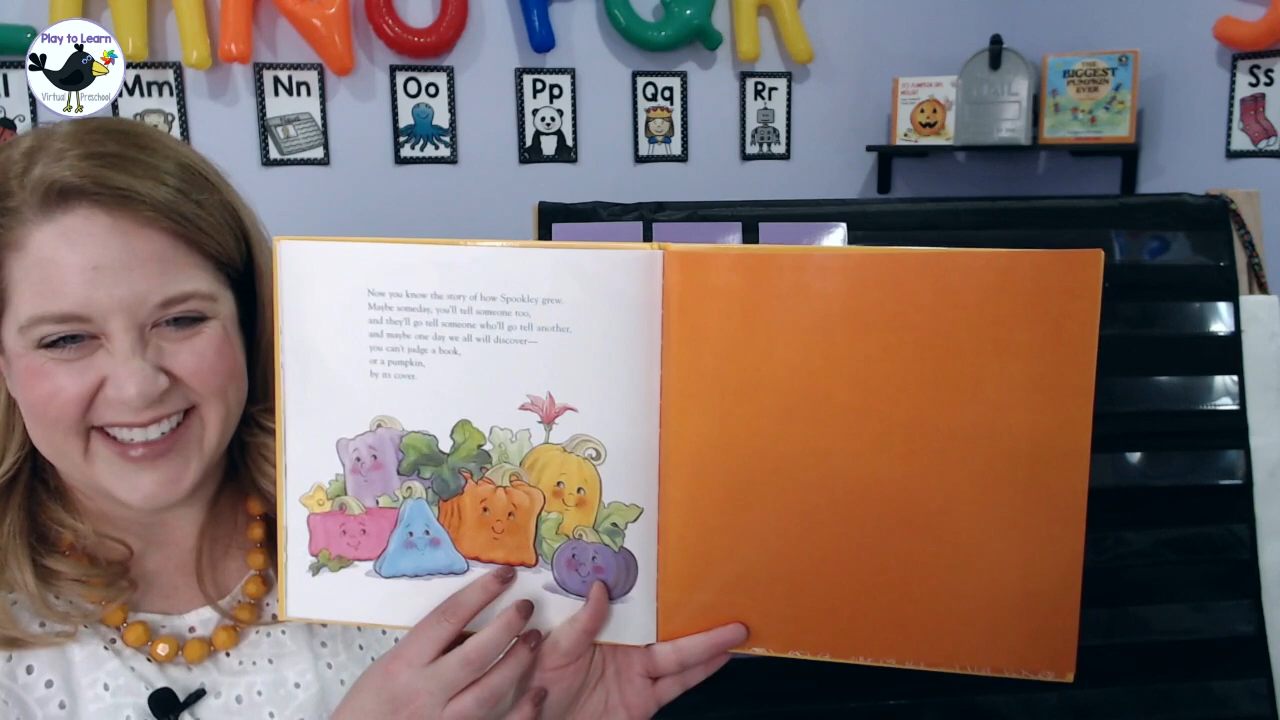 Play to Learn
Virtual Preschool
Mm
Nn
Oo
Pp
Qq
Rr
Ss
THE
BIGGEST
PUMPKIN
EVER
MAIL
Now you know the story of how Spookley grew.
Maybe someday, you'll tell someone too,
and they'll go tell someone who'll go tell another,
and maybe one day we all will discover—
you can't judge a book,
or a pumpkin,
by its cover.